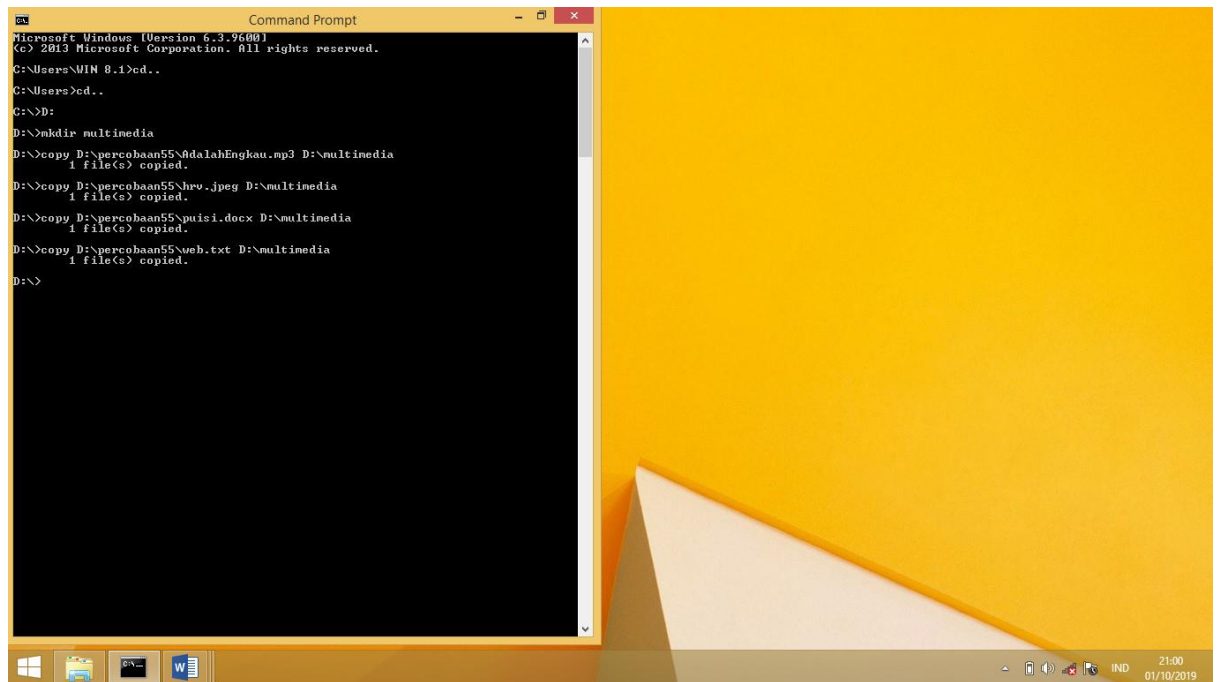 Command Prompt
Microsoft Windows [Version 6.3.9600]
(c) 2013 Microsoft Corporation. All rights reserved.
C:\Users\WIN 8.1>cd..
C:\Users>cd..
C:\>D:
D:\>mkdir multimedia
D:\>copy D:\percobaan55\AdalahEngkau.mp3 D:\multimedia
        1 file(s) copied.
D:\>copy D:\percobaan55\hrv.jpeg D:\multimedia
        1 file(s) copied.
D:\>copy D:\percobaan55\puisi.docx D:\multimedia
        1 file(s) copied.
D:\>copy D:\percobaan55\web.txt D:\multimedia
        1 file(s) copied.
D:\>
IND
21:00
01/10/2019